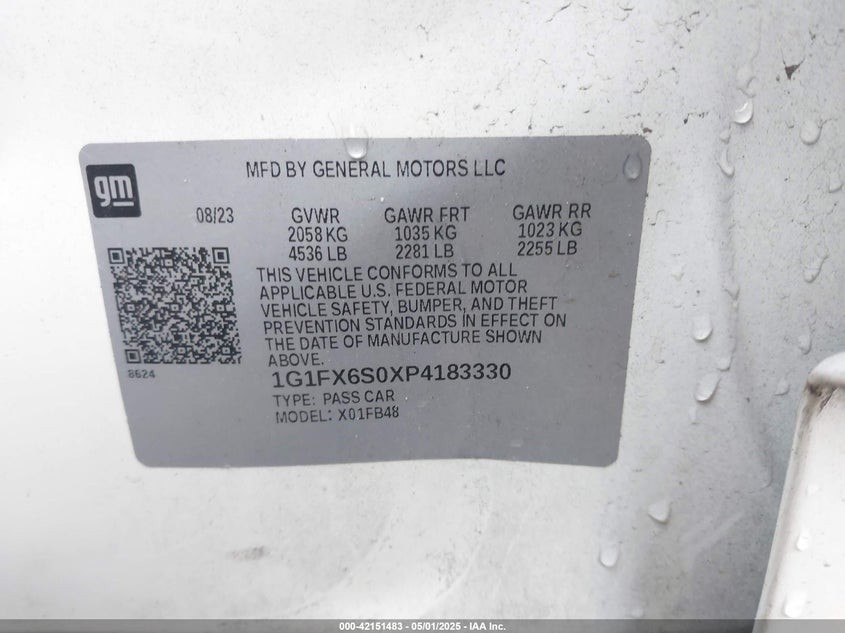 MFD BY GENERAL MOTORS LLC
gm
08/23 GVWR GAWR FRT GAWR RR
2058 KG 1035 KG 1023 KG
4536 LB 2281 LB 2255 LB
THIS VEHICLE CONFORMS TO ALL
APPLICABLE U.S. FEDERAL MOTOR
VEHICLE SAFETY, BUMPER, AND THEFT
PREVENTION STANDARDS IN EFFECT ON
THE DATE OF MANUFACTURE SHOWN
ABOVE.
8624
1G1FX6S0XP4183330
TYPE: PASS CAR
MODEL: X01FB48
000-42151483 - 05/01/2025 - IAA Inc.